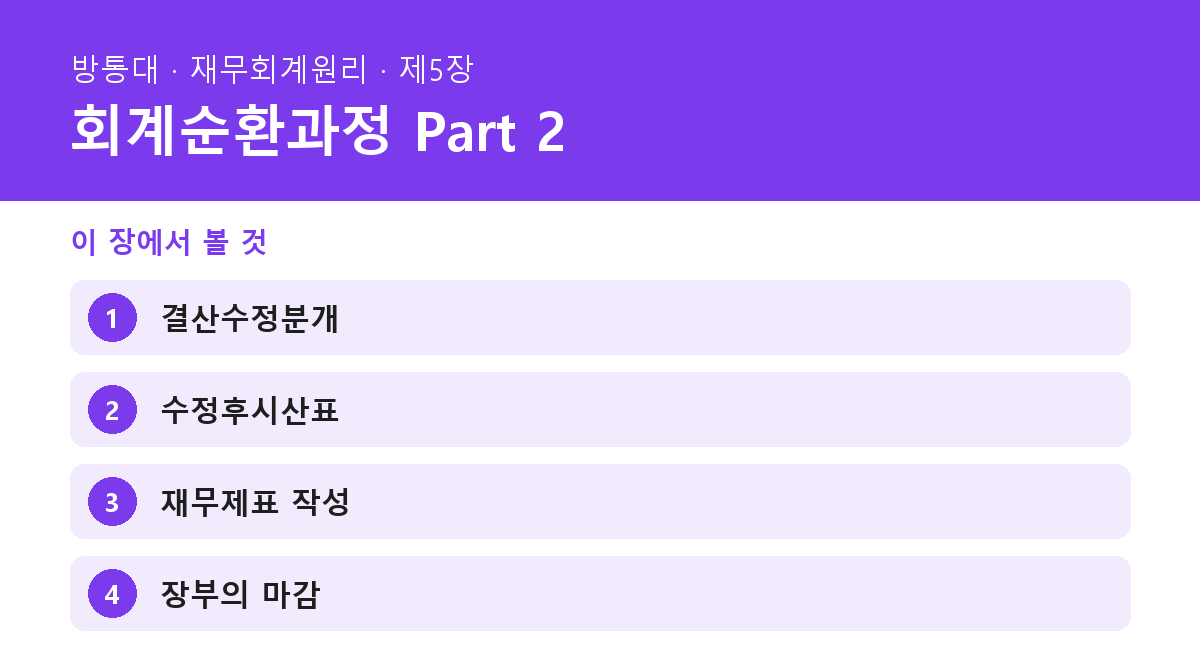 방통대 · 재무회계원리 · 제5장
회계순환과정 Part 2
이 장에서 볼 것
1 결산수정분개
2 수정후시산표
3 재무제표 작성
4 장부의 마감